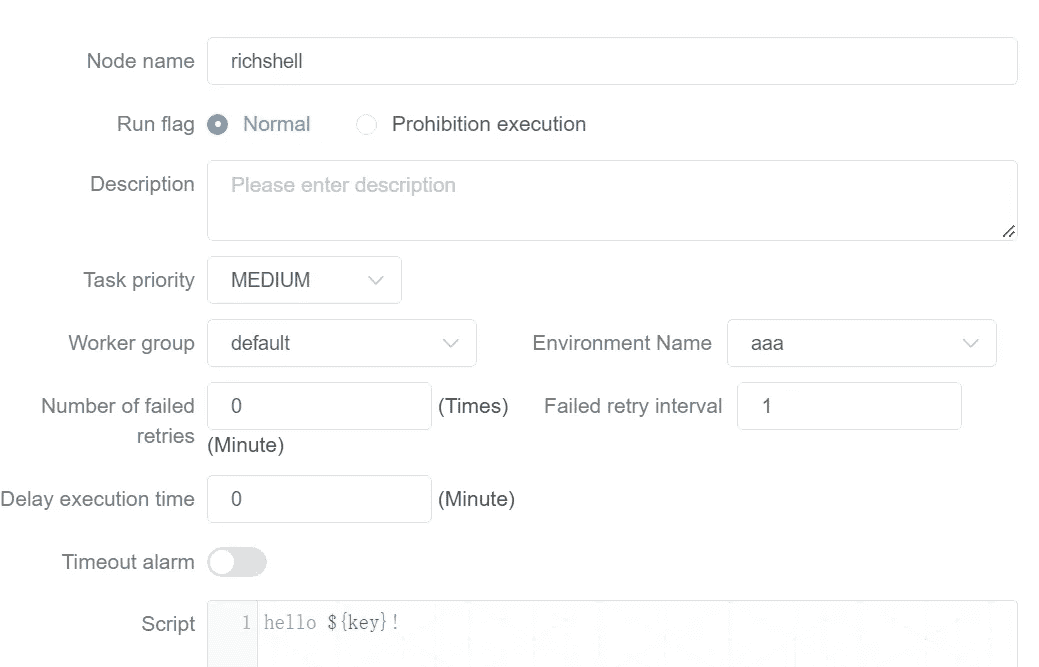 Node name richshell
Run flag Normal Prohibition execution
Description Please enter description
Task priority MEDIUM
Worker group default Environment Name aaa
Number of failed retries 0 (Times) Failed retry interval 1
(Minute)
Delay execution time 0 (Minute)
Timeout alarm
Script 1 hello ${key}!